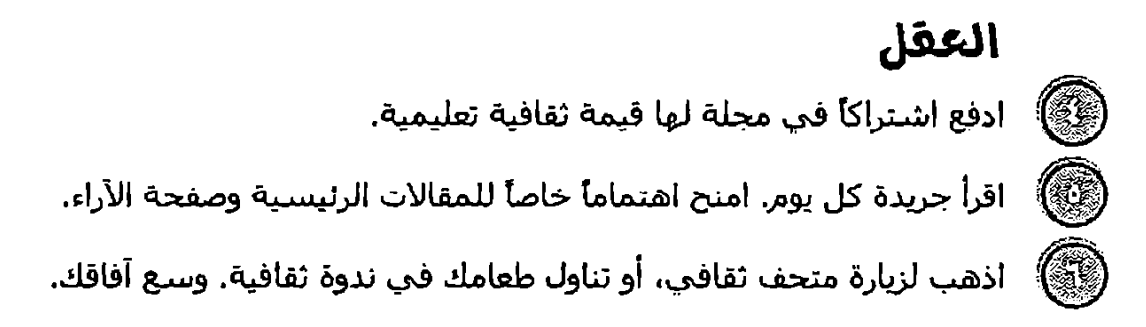 العقل
٤ ادفع اشتراكاً في مجلة لها قيمة ثقافية تعليمية.
٥ اقرأ جريدة كل يوم. امنح اهتماماً خاصاً للمقالات الرئيسية وصفحة الآراء.
٦ اذهب لزيارة متحف ثقافي، أو تناول طعامك في ندوة ثقافية. وسع آفاقك.